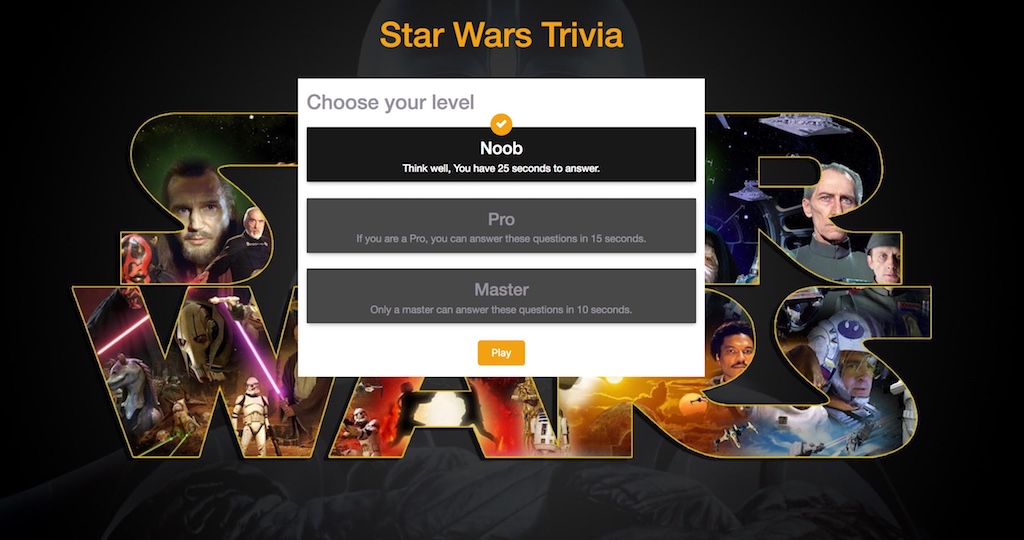 Star Wars Trivia
Choose your level
Noob
Think well, You have 25 seconds to answer.
Pro
If you are a Pro, you can answer these questions in 15 seconds.
Master
Only a master can answer these questions in 10 seconds.
Play
STAR
WARS